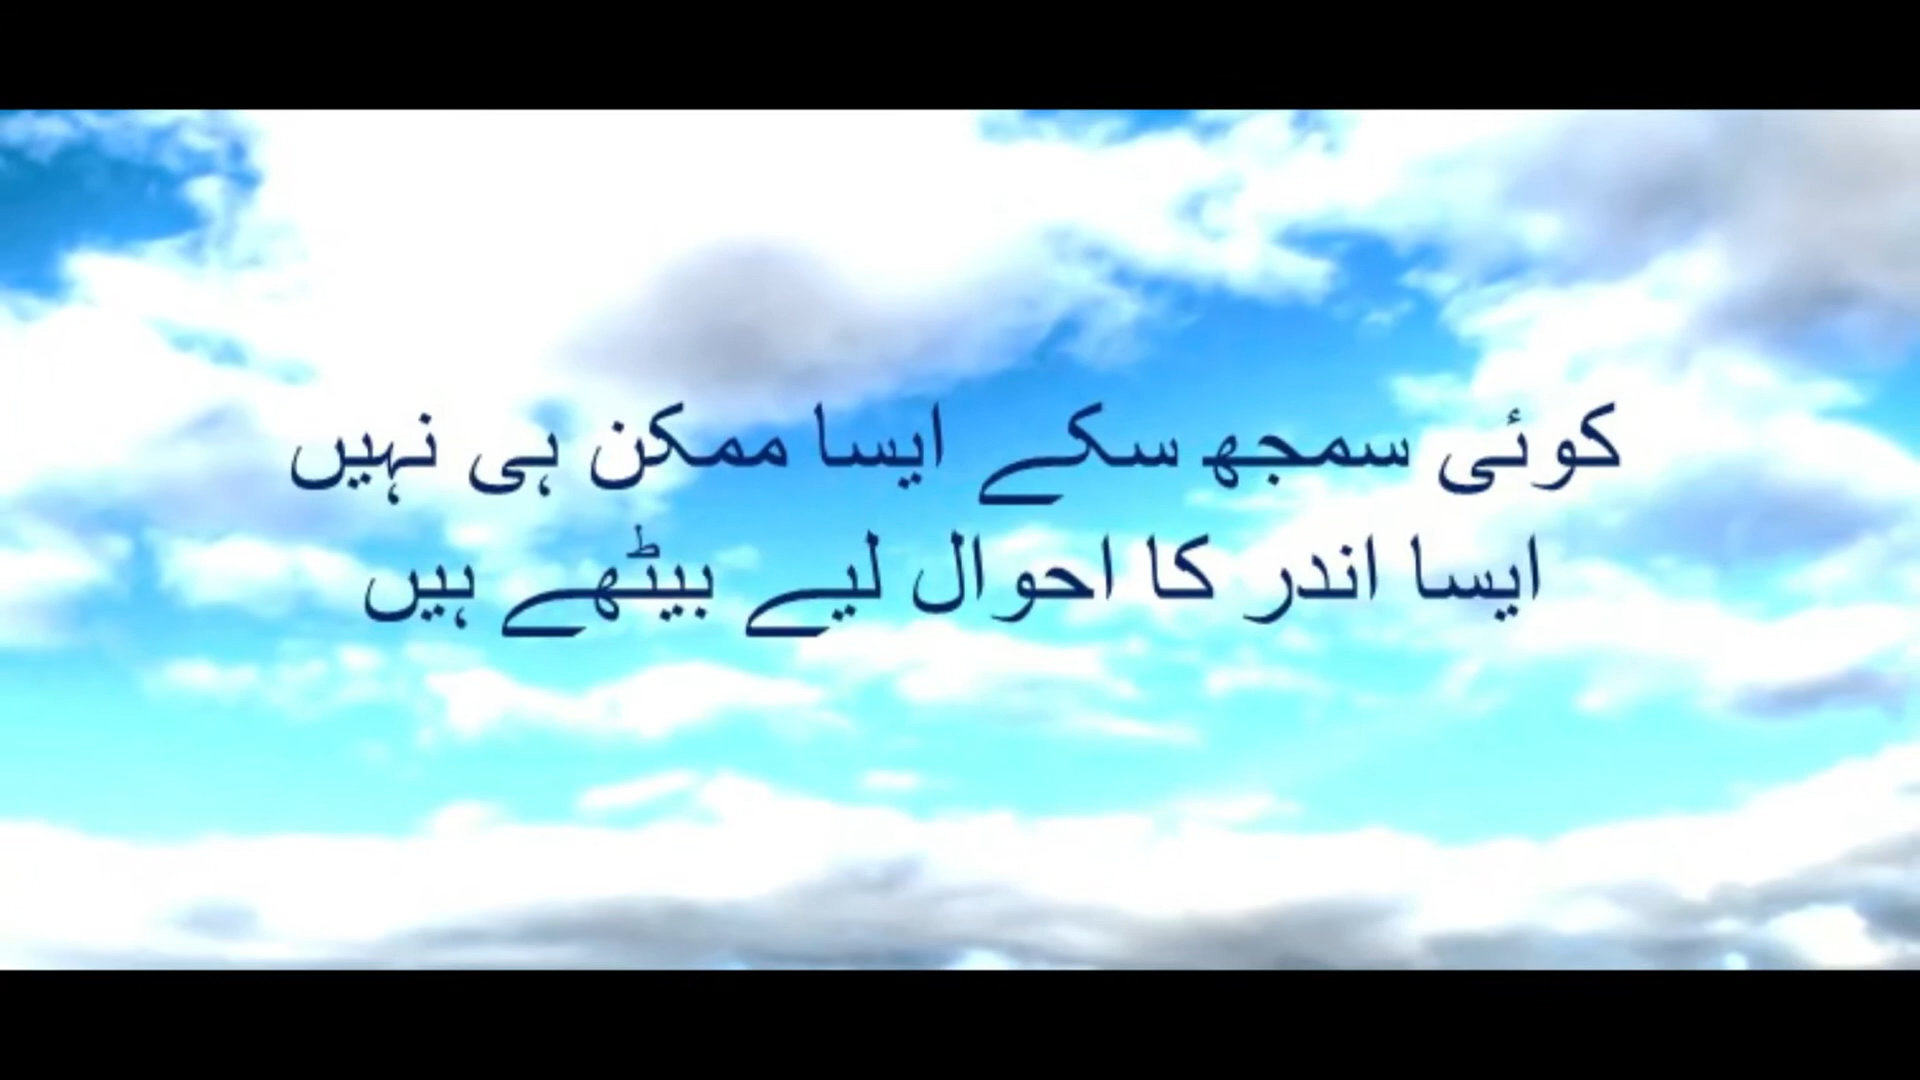 کوئی سمجھ سکے ایسا ممکن ہی نہیں
ایسا اندر کا احوال لیے بیٹھے ہیں